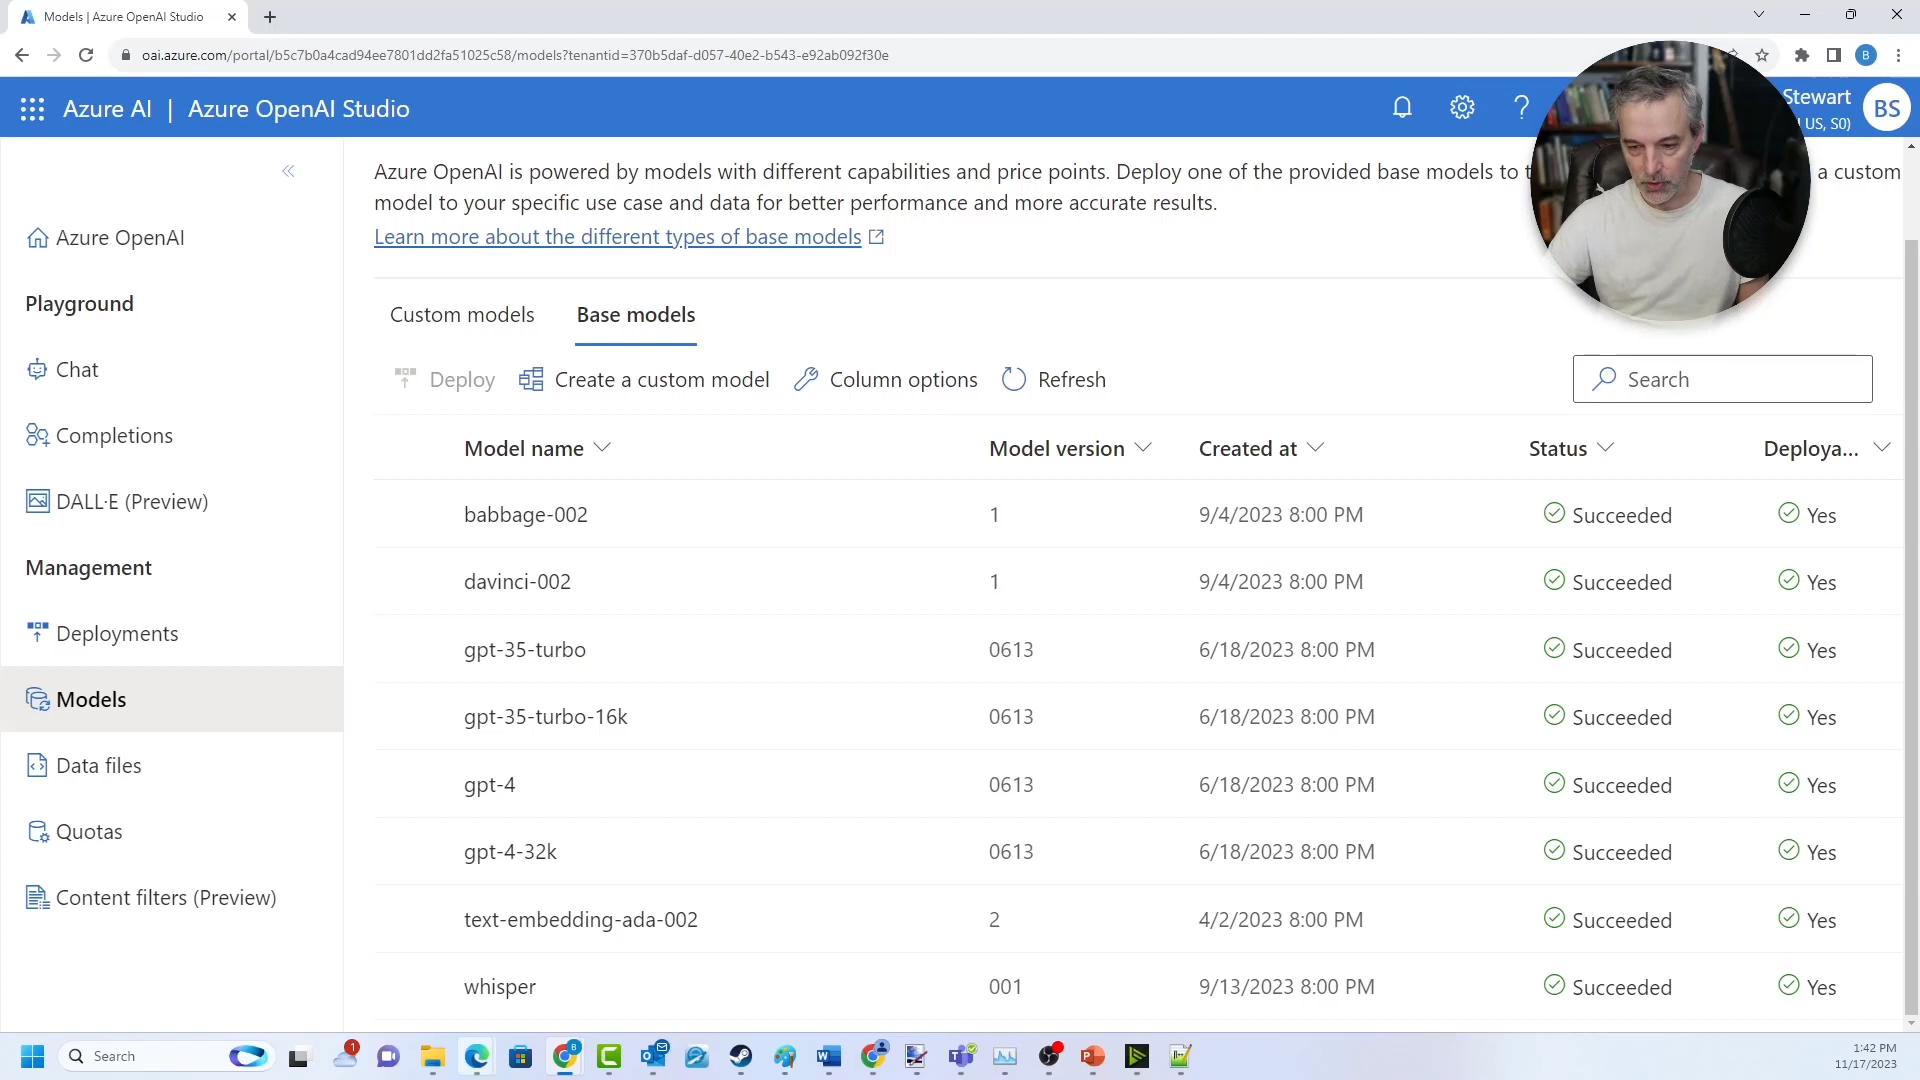 Models | Azure OpenAI Studio
oai.azure.com/portal/b5c7b0a4cad94ee7801dd2fa51025c58/models?tenantid=370b5daf-d057-40e2-b543-e92ab092f30e
B
Azure AI | Azure OpenAI Studio
Stewart
US, S0)
BS
Azure OpenAI is powered by models with different capabilities and price points. Deploy one of the provided base models to a custom
model to your specific use case and data for better performance and more accurate results.
Learn more about the different types of base models
Azure OpenAI
Playground
Chat
Completions
DALL·E (Preview)
Management
Deployments
Models
Data files
Quotas
Content filters (Preview)
Custom models Base models
Deploy Create a custom model Column options Refresh Search
Model name Model version Created at Status Deploya...
babbage-002 1 9/4/2023 8:00 PM Succeeded Yes
davinci-002 1 9/4/2023 8:00 PM Succeeded Yes
gpt-35-turbo 0613 6/18/2023 8:00 PM Succeeded Yes
gpt-35-turbo-16k 0613 6/18/2023 8:00 PM Succeeded Yes
gpt-4 0613 6/18/2023 8:00 PM Succeeded Yes
gpt-4-32k 0613 6/18/2023 8:00 PM Succeeded Yes
text-embedding-ada-002 2 4/2/2023 8:00 PM Succeeded Yes
whisper 001 9/13/2023 8:00 PM Succeeded Yes
Search
1
1:42 PM
11/17/2023